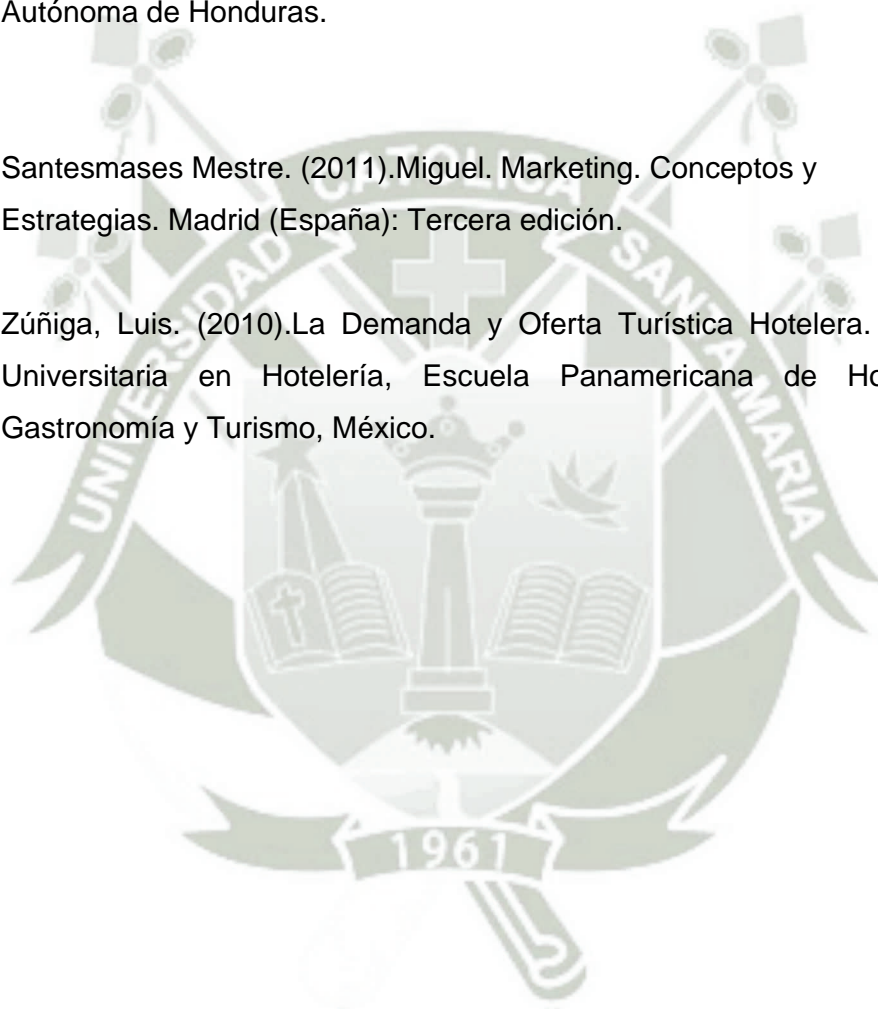 Autónoma de Honduras.
Santesmases Mestre. (2011).Miguel. Marketing. Conceptos y
Estrategias. Madrid (España): Tercera edición.
Zúñiga, Luis. (2010).La Demanda y Oferta Turística Hotelera.
Universitaria en Hotelería, Escuela Panamericana de
Gastronomía y Turismo, México.
UNIVERSIDAD CATOLICA SANTA MARIA
1961